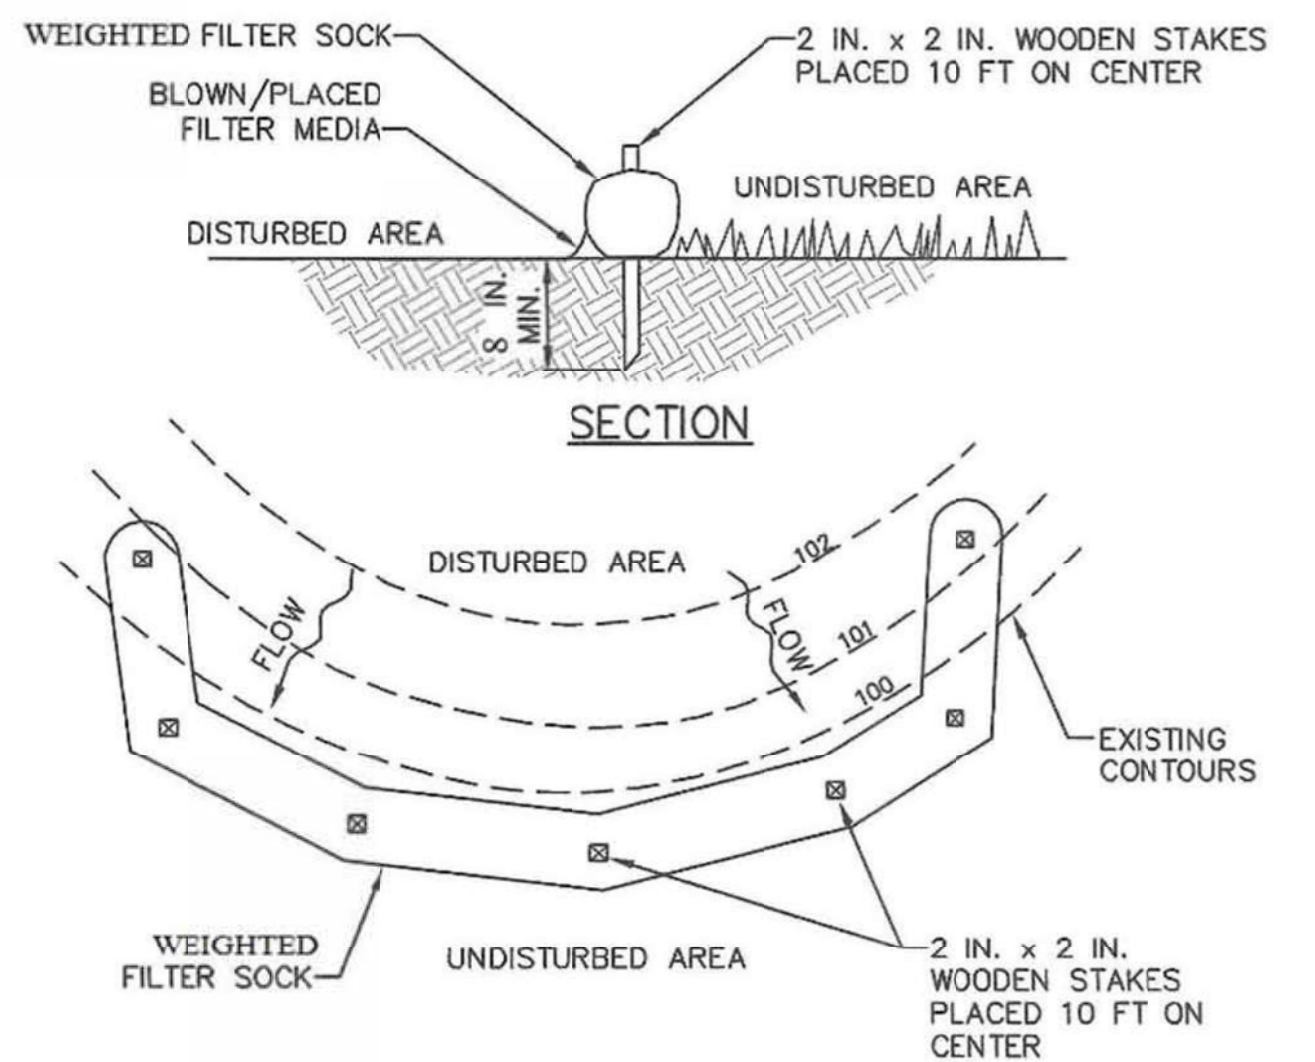 WEIGHTED FILTER SOCK
2 IN. x 2 IN. WOODEN STAKES
PLACED 10 FT ON CENTER
BLOWN/PLACED
FILTER MEDIA
UNDISTURBED AREA
DISTURBED AREA
8 IN.
MIN.
SECTION
DISTURBED AREA
102
FLOW
FLOW
101
100
EXISTING
CONTOURS
WEIGHTED
FILTER SOCK
UNDISTURBED AREA
2 IN. x 2 IN.
WOODEN STAKES
PLACED 10 FT ON
CENTER